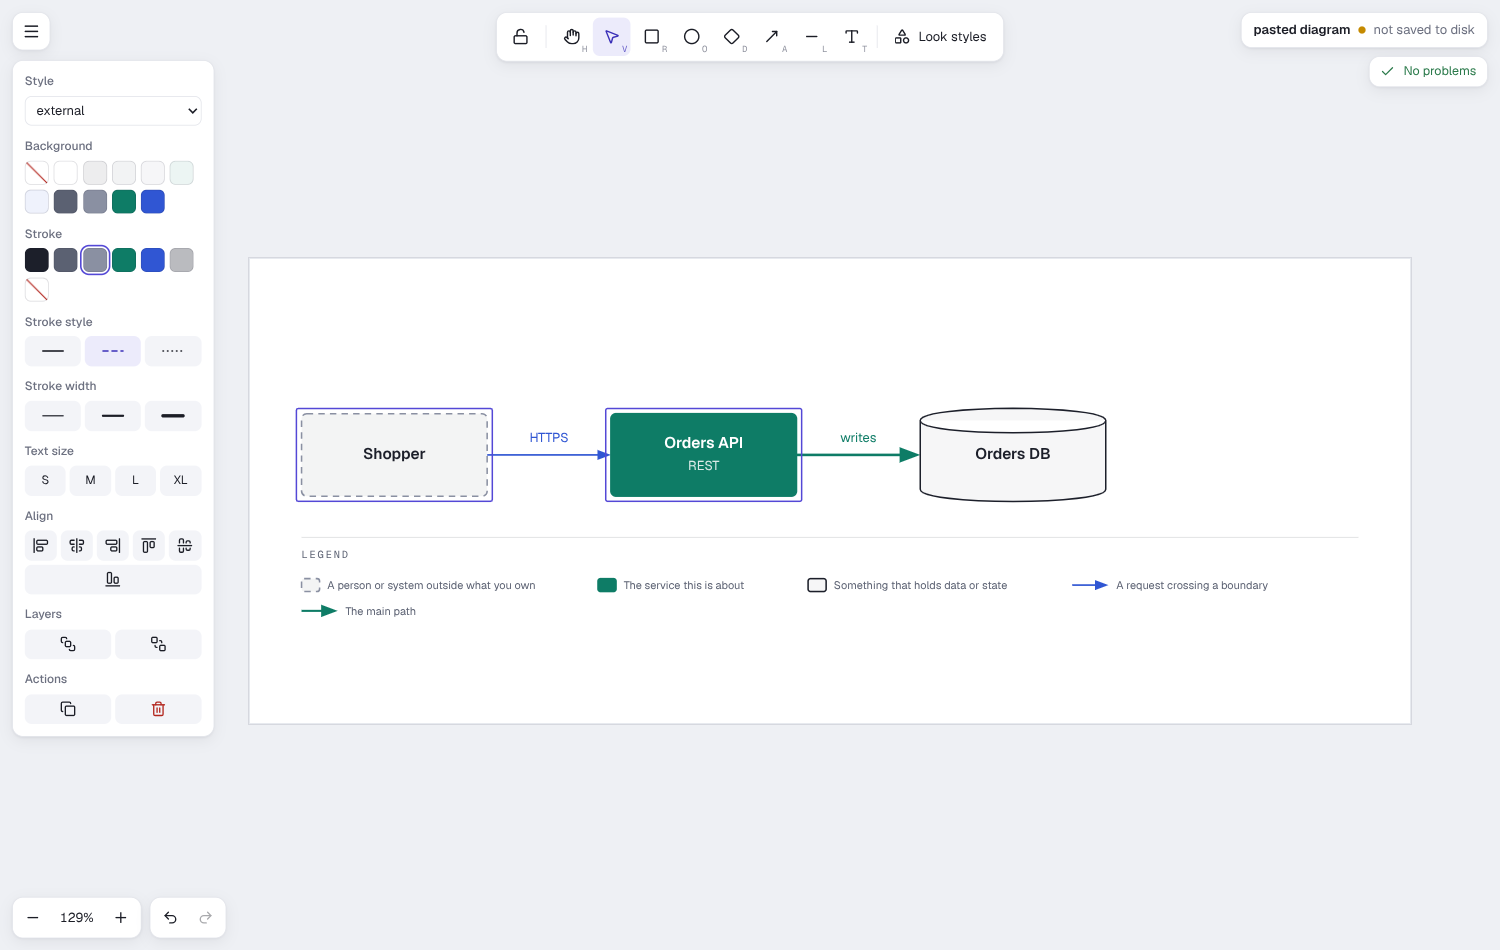 H
V
R
O
D
A
L
T
Look styles
pasted diagram not saved to disk
No problems
Style
external
Background
Stroke
Stroke style
Stroke width
Text size
S M L XL
Align
Layers
Actions
Shopper
HTTPS
Orders API
REST
writes
Orders DB
LEGEND
A person or system outside what you own
The service this is about
Something that holds data or state
A request crossing a boundary
The main path
129%